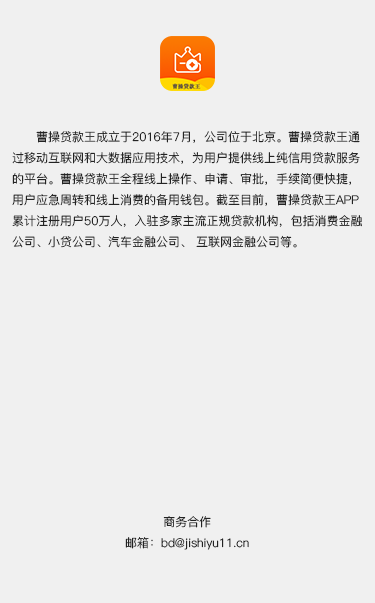 曹操贷款王
曹操贷款王成立于2016年7月，公司位于北京。曹操贷款王通
过移动互联网和大数据应用技术，为用户提供线上纯信用贷款服务
的平台。曹操贷款王全程线上操作、申请、审批，手续简便快捷，
用户应急周转和线上消费的备用钱包。截至目前，曹操贷款王APP
累计注册用户50万人，入驻多家主流正规贷款机构，包括消费金融
公司、小贷公司、汽车金融公司、 互联网金融公司等。
商务合作
邮箱：bd@jishiyu11.cn